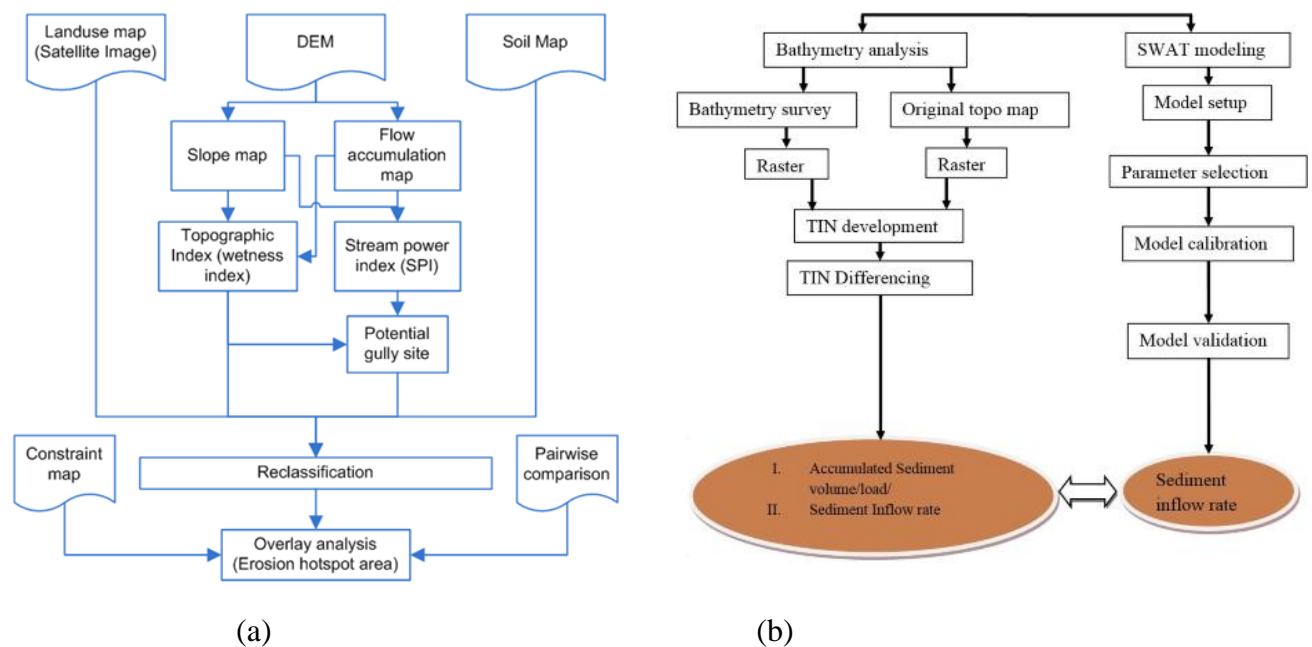 Landuse map
(Satellite Image)
DEM
Soil Map
Slope map
Flow
accumulation
map
Topographic
Index (wetness
index)
Stream power
index (SPI)
Potential
gully site
Constraint
map
Pairwise
comparison
Reclassification
Overlay analysis
(Erosion hotspot area)
(a)
Bathymetry analysis
SWAT modeling
Bathymetry survey
Original topo map
Model setup
Raster
Raster
Parameter selection
TIN development
Model calibration
TIN Differencing
Model validation
I. Accumulated Sediment
volume/load/
II. Sediment Inflow rate
Sediment
inflow rate
(b)